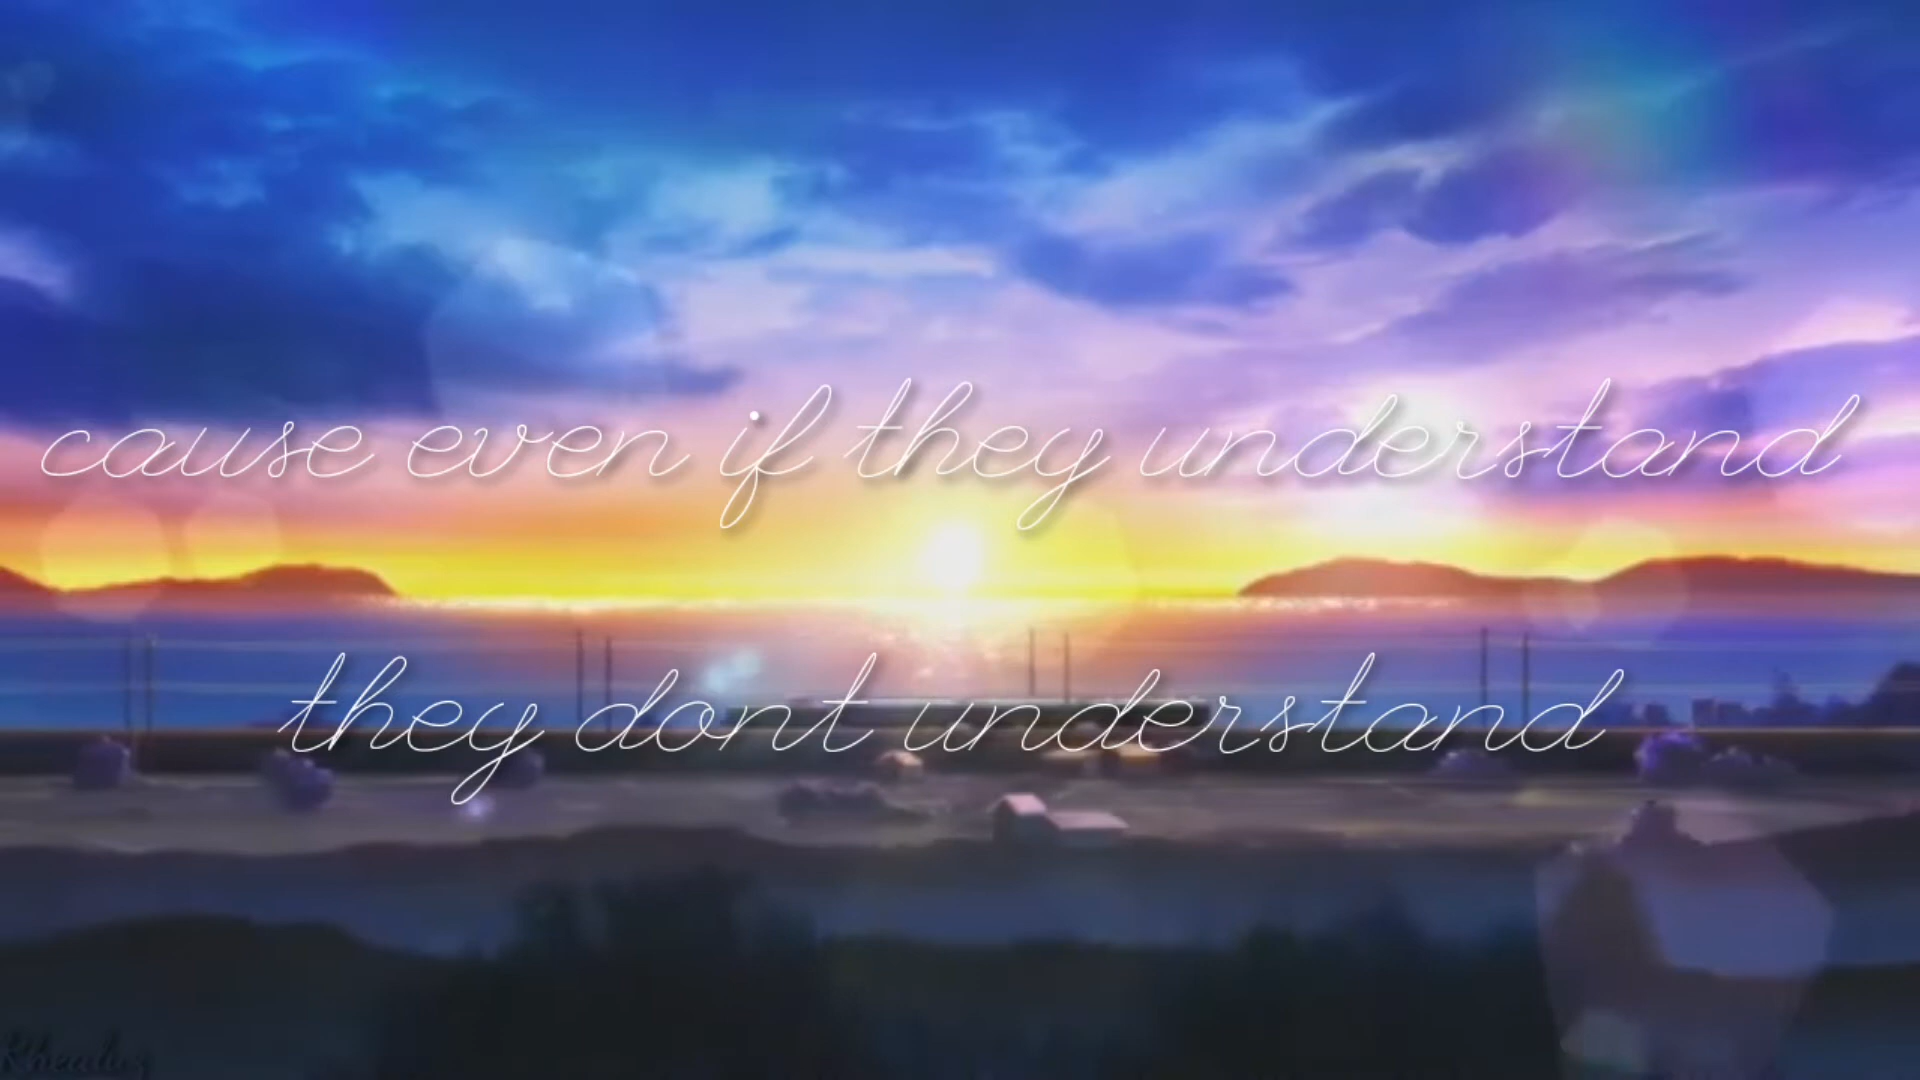 cause even if they understand
they dont understand